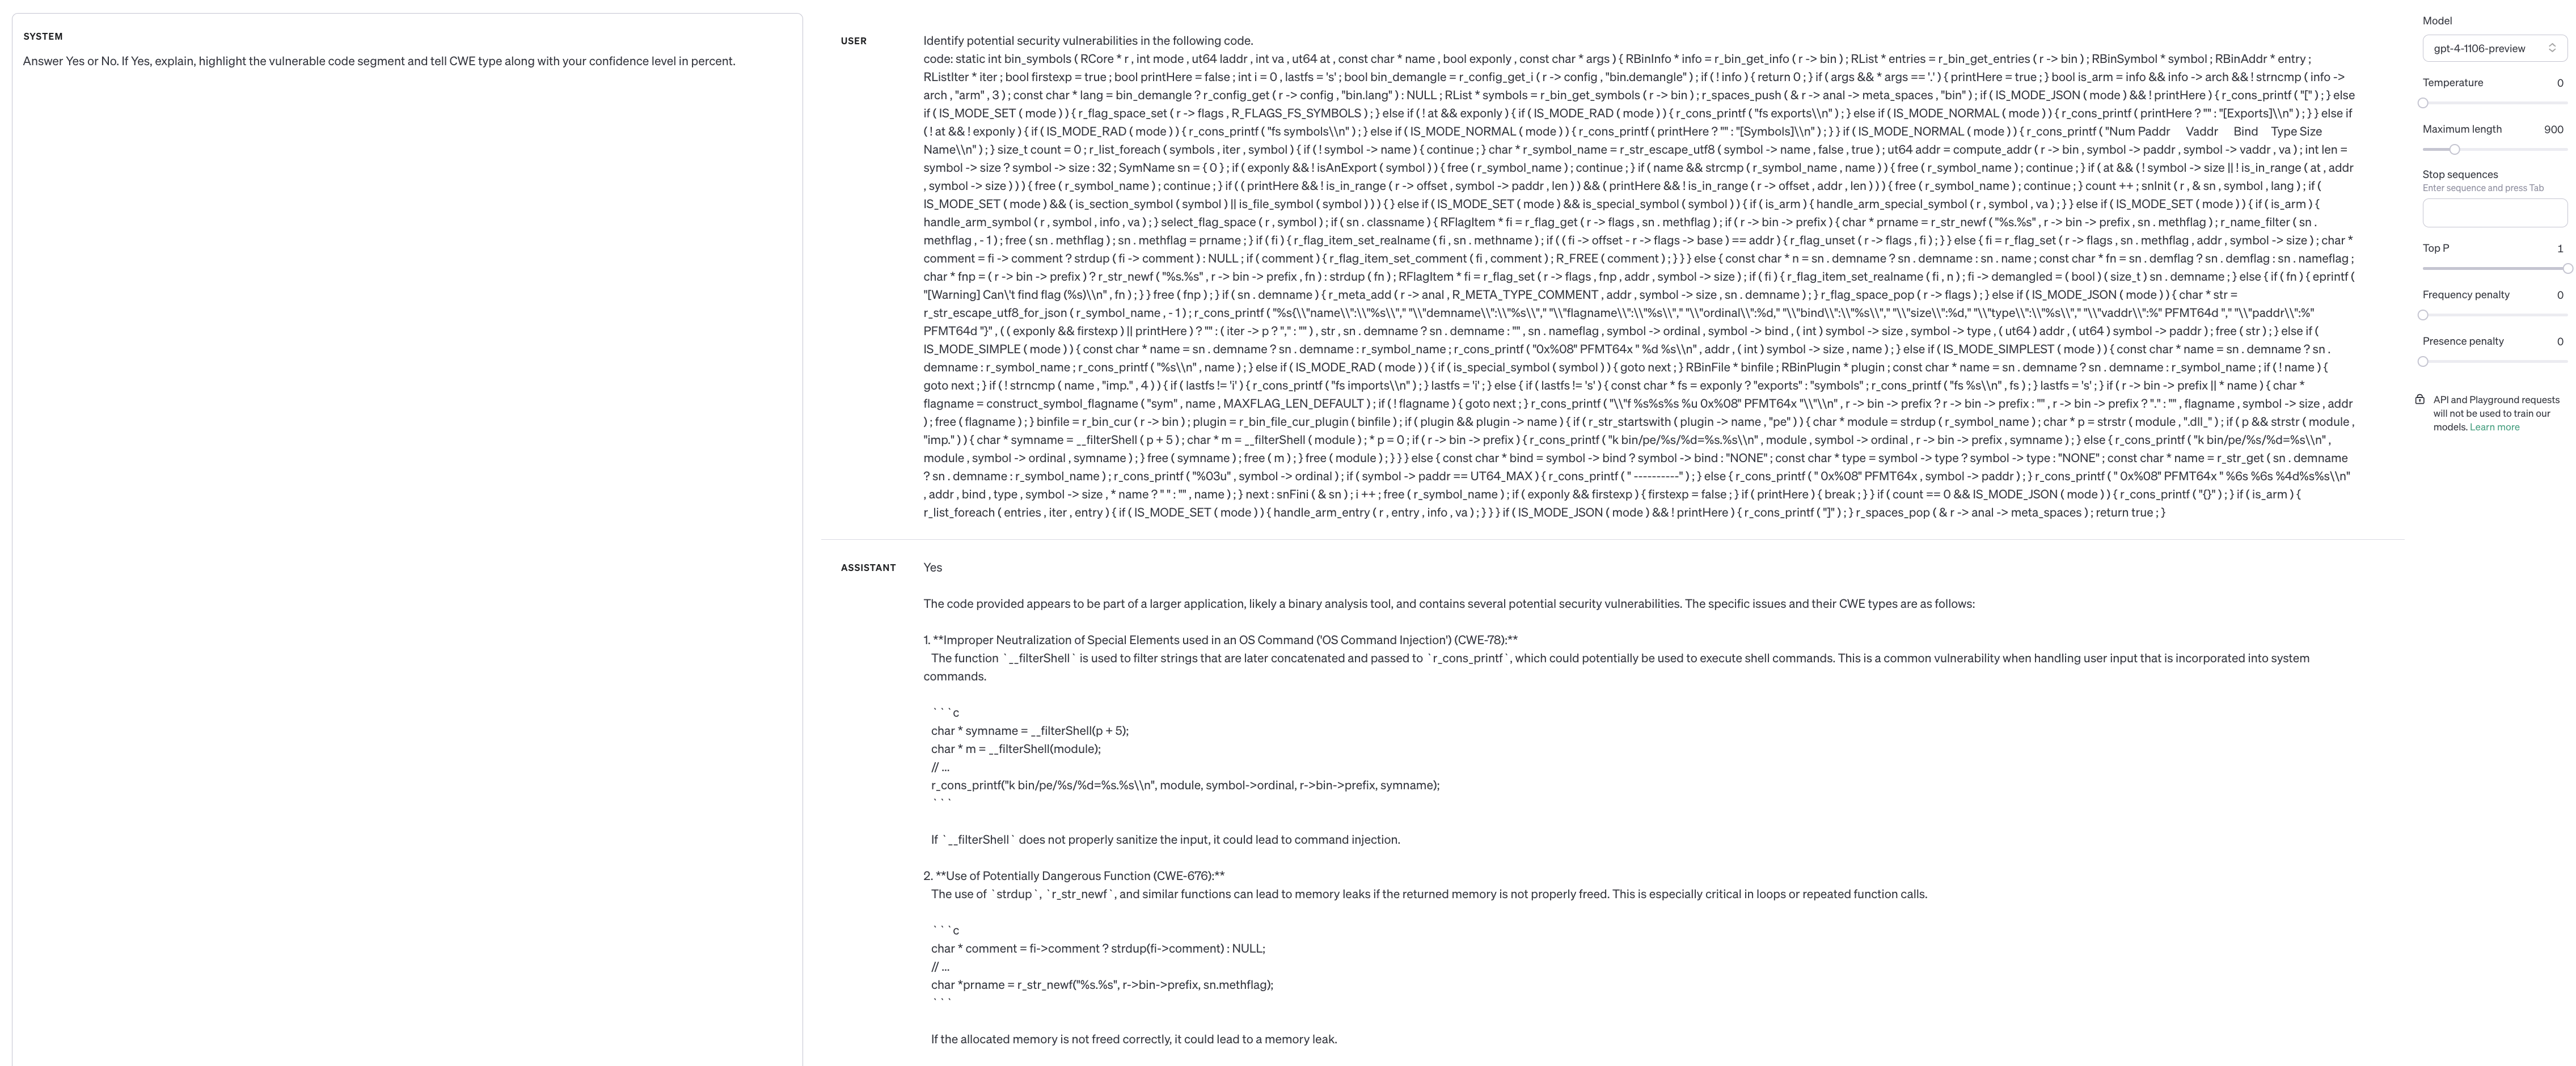 SYSTEM
Answer Yes or No. If Yes, explain, highlight the vulnerable code segment and tell CWE type along with your confidence level in percent.
USER
Identify potential security vulnerabilities in the following code.
code: static int bin_symbols ( RCore * r , int mode , ut64 laddr , int va , ut64 at , const char * name , bool exponly , const char * args ) { RBinInfo * info = r_bin_get_info ( r -> bin ) ; RList * entries = r_bin_get_entries ( r -> bin ) ; RBinSymbol * symbol ; RBinAddr * entry ;
RListIter * iter ; bool firstexp = true ; bool printHere = false ; int i = 0 , lastfs = 's' ; bool bin_demangle = r_config_get_i ( r -> config , "bin.demangle" ) ; if ( ! info ) { return 0 ; } if ( args && * args == '.' ) { printHere = true ; } bool is_arm = info && info -> arch && ! strncmp ( info ->
arch , "arm" , 3 ) ; const char * lang = bin_demangle ? r_config_get ( r -> config , "bin.lang" ) : NULL ; RList * symbols = r_bin_get_symbols ( r -> bin ) ; r_spaces_push ( & r -> anal -> meta_spaces , "bin" ) ; if ( IS_MODE_JSON ( mode ) && ! printHere ) { r_cons_printf ( "[" ) ; } else
if ( IS_MODE_SET ( mode ) ) { r_flag_space_set ( r -> flags , R_FLAGS_FS_SYMBOLS ) ; } else if ( ! at && exponly ) { if ( IS_MODE_RAD ( mode ) ) { r_cons_printf ( "fs exports\\n" ) ; } else if ( IS_MODE_NORMAL ( mode ) ) { r_cons_printf ( printHere ? "" : "[Exports]\\n" ) ; } } else if
( ! at && ! exponly ) { if ( IS_MODE_RAD ( mode ) ) { r_cons_printf ( "fs symbols\\n" ) ; } else if ( IS_MODE_NORMAL ( mode ) ) { r_cons_printf ( printHere ? "" : "[Symbols]\\n" ) ; } } if ( IS_MODE_NORMAL ( mode ) ) { r_cons_printf ( "Num Paddr     Vaddr     Bind    Type Size
Name\\n" ) ; } size_t count = 0 ; r_list_foreach ( symbols , iter , symbol ) { if ( ! symbol -> name ) { continue ; } char * r_symbol_name = r_str_escape_utf8 ( symbol -> name , false , true ) ; ut64 addr = compute_addr ( r -> bin , symbol -> paddr , symbol -> vaddr , va ) ; int len =
symbol -> size ? symbol -> size : 32 ; SymName sn = { 0 } ; if ( exponly && ! isAnExport ( symbol ) ) { free ( r_symbol_name ) ; continue ; } if ( name && strcmp ( r_symbol_name , name ) ) { free ( r_symbol_name ) ; continue ; } if ( at && ( ! symbol -> size || ! is_in_range ( at , addr
, symbol -> size ) ) ) { free ( r_symbol_name ) ; continue ; } if ( ( printHere && ! is_in_range ( r -> offset , symbol -> paddr , len ) ) && ( printHere && ! is_in_range ( r -> offset , addr , len ) ) ) { free ( r_symbol_name ) ; continue ; } count ++ ; snInit ( r , & sn , symbol , lang ) ; if (
IS_MODE_SET ( mode ) && ( is_section_symbol ( symbol ) || is_file_symbol ( symbol ) ) ) { } else if ( IS_MODE_SET ( mode ) && is_special_symbol ( symbol ) ) { if ( is_arm ) { handle_arm_special_symbol ( r , symbol , va ) ; } } else if ( IS_MODE_SET ( mode ) ) { if ( is_arm ) {
handle_arm_symbol ( r , symbol , info , va ) ; } select_flag_space ( r , symbol ) ; if ( sn . classname ) { RFlagItem * fi = r_flag_get ( r -> flags , sn . methflag ) ; if ( r -> bin -> prefix ) { char * prname = r_str_newf ( "%s.%s" , r -> bin -> prefix , sn . methflag ) ; r_name_filter ( sn .
methflag , - 1 ) ; free ( sn . methflag ) ; sn . methflag = prname ; } if ( fi ) { r_flag_item_set_realname ( fi , sn . methname ) ; if ( ( fi -> offset - r -> flags -> base ) == addr ) { r_flag_unset ( r -> flags , fi ) ; } } else { fi = r_flag_set ( r -> flags , sn . methflag , addr , symbol -> size ) ; char *
comment = fi -> comment ? strdup ( fi -> comment ) : NULL ; if ( comment ) { r_flag_item_set_comment ( fi , comment ) ; R_FREE ( comment ) ; } } } else { const char * n = sn . demname ? sn . demname : sn . name ; const char * fn = sn . demflag ? sn . demflag : sn . nameflag ;
char * fnp = ( r -> bin -> prefix ) ? r_str_newf ( "%s.%s" , r -> bin -> prefix , fn ) : strdup ( fn ) ; RFlagItem * fi = r_flag_set ( r -> flags , fnp , addr , symbol -> size ) ; if ( fi ) { r_flag_item_set_realname ( fi , n ) ; fi -> demangled = ( bool ) ( size_t ) sn . demname ; } else { if ( fn ) { eprintf (
"[Warning] Can\'t find flag (%s)\\n" , fn ) ; } } free ( fnp ) ; } if ( sn . demname ) { r_meta_add ( r -> anal , R_META_TYPE_COMMENT , addr , symbol -> size , sn . demname ) ; } r_flag_space_pop ( r -> flags ) ; } else if ( IS_MODE_JSON ( mode ) ) { char * str =
r_str_escape_utf8_for_json ( r_symbol_name , - 1 ) ; r_cons_printf ( "%s{\\"name\\":\\"%s\\"," "\\"demname\\":\\"%s\\"," "\\"flagname\\":\\"%s\\"," "\\"ordinal\\":%d," "\\"bind\\":\\"%s\\"," "\\"size\\":%d," "\\"type\\":\\"%s\\"," "\\"vaddr\\":%" PFMT64d "," "\\"paddr\\":%"
PFMT64d "}" , ( ( exponly && firstexp ) || printHere ) ? "" : ( iter -> p ? "," : "" ) , str , sn . demname ? sn . demname : "" , sn . nameflag , symbol -> ordinal , symbol -> bind , ( int ) symbol -> size , symbol -> type , ( ut64 ) addr , ( ut64 ) symbol -> paddr ) ; free ( str ) ; } else if (
IS_MODE_SIMPLE ( mode ) ) { const char * name = sn . demname ? sn . demname : r_symbol_name ; r_cons_printf ( "0x%08" PFMT64x " %d %s\\n" , addr , ( int ) symbol -> size , name ) ; } else if ( IS_MODE_SIMPLEST ( mode ) ) { const char * name = sn . demname ? sn .
demname : r_symbol_name ; r_cons_printf ( "%s\\n" , name ) ; } else if ( IS_MODE_RAD ( mode ) ) { if ( is_special_symbol ( symbol ) ) { goto next ; } RBinFile * binfile ; RBinPlugin * plugin ; const char * name = sn . demname ? sn . demname : r_symbol_name ; if ( ! name ) {
goto next ; } if ( ! strncmp ( name , "imp." , 4 ) ) { if ( lastfs != 'i' ) { r_cons_printf ( "fs imports\\n" ) ; } lastfs = 'i' ; } else { if ( lastfs != 's' ) { const char * fs = exponly ? "exports" : "symbols" ; r_cons_printf ( "fs %s\\n" , fs ) ; } lastfs = 's' ; } if ( r -> bin -> prefix || * name ) { char *
flagname = construct_symbol_flagname ( "sym" , name , MAXFLAG_LEN_DEFAULT ) ; if ( ! flagname ) { goto next ; } r_cons_printf ( "\\"f %s%s%s %u 0x%08" PFMT64x "\\"\\n" , r -> bin -> prefix ? r -> bin -> prefix : "" , r -> bin -> prefix ? "." : "" , flagname , symbol -> size , addr
) ; free ( flagname ) ; } binfile = r_bin_cur ( r -> bin ) ; plugin = r_bin_file_cur_plugin ( binfile ) ; if ( plugin && plugin -> name ) { if ( r_str_startswith ( plugin -> name , "pe" ) ) { char * module = strdup ( r_symbol_name ) ; char * p = strstr ( module , ".dll_" ) ; if ( p && strstr ( module ,
"imp." ) ) { char * symname = __filterShell ( p + 5 ) ; char * m = __filterShell ( module ) ; * p = 0 ; if ( r -> bin -> prefix ) { r_cons_printf ( "k bin/pe/%s/%d=%s.%s\\n" , module , symbol -> ordinal , r -> bin -> prefix , symname ) ; } else { r_cons_printf ( "k bin/pe/%s/%d=%s\\n" ,
module , symbol -> ordinal , symname ) ; } free ( symname ) ; free ( m ) ; } free ( module ) ; } } } else { const char * bind = symbol -> bind ? symbol -> bind : "NONE" ; const char * type = symbol -> type ? symbol -> type : "NONE" ; const char * name = r_str_get ( sn . demname
? sn . demname : r_symbol_name ) ; r_cons_printf ( "%03u" , symbol -> ordinal ) ; if ( symbol -> paddr == UT64_MAX ) { r_cons_printf ( " ----------" ) ; } else { r_cons_printf ( " 0x%08" PFMT64x , symbol -> paddr ) ; } r_cons_printf ( " 0x%08" PFMT64x " %6s %6s %4d%s%s\\n"
, addr , bind , type , symbol -> size , * name ? " " : "" , name ) ; } next : snFini ( & sn ) ; i ++ ; free ( r_symbol_name ) ; if ( exponly && firstexp ) { firstexp = false ; } if ( printHere ) { break ; } } if ( count == 0 && IS_MODE_JSON ( mode ) ) { r_cons_printf ( "{}" ) ; } if ( is_arm ) {
r_list_foreach ( entries , iter , entry ) { if ( IS_MODE_SET ( mode ) ) { handle_arm_entry ( r , entry , info , va ) ; } } } if ( IS_MODE_JSON ( mode ) && ! printHere ) { r_cons_printf ( "]" ) ; } r_spaces_pop ( & r -> anal -> meta_spaces ) ; return true ; }
ASSISTANT
Yes
The code provided appears to be part of a larger application, likely a binary analysis tool, and contains several potential security vulnerabilities. The specific issues and their CWE types are as follows:
1. **Improper Neutralization of Special Elements used in an OS Command ('OS Command Injection') (CWE-78):**
The function `__filterShell` is used to filter strings that are later concatenated and passed to `r_cons_printf`, which could potentially be used to execute shell commands. This is a common vulnerability when handling user input that is incorporated into system
commands.
```c
char * symname = __filterShell(p + 5);
char * m = __filterShell(module);
// ...
r_cons_printf("k bin/pe/%s/%d=%s.%s\\n", module, symbol->ordinal, r->bin->prefix, symname);
```
If `__filterShell` does not properly sanitize the input, it could lead to command injection.
2. **Use of Potentially Dangerous Function (CWE-676):**
The use of `strdup`, `r_str_newf`, and similar functions can lead to memory leaks if the returned memory is not properly freed. This is especially critical in loops or repeated function calls.
```c
char * comment = fi->comment ? strdup(fi->comment) : NULL;
// ...
char *prname = r_str_newf("%s.%s", r->bin->prefix, sn.methflag);
```
If the allocated memory is not freed correctly, it could lead to a memory leak.
Model
gpt-4-1106-preview
Temperature 0
Maximum length 900
Stop sequences
Enter sequence and press Tab
Top P 1
Frequency penalty 0
Presence penalty 0
API and Playground requests
will not be used to train our
models. Learn more